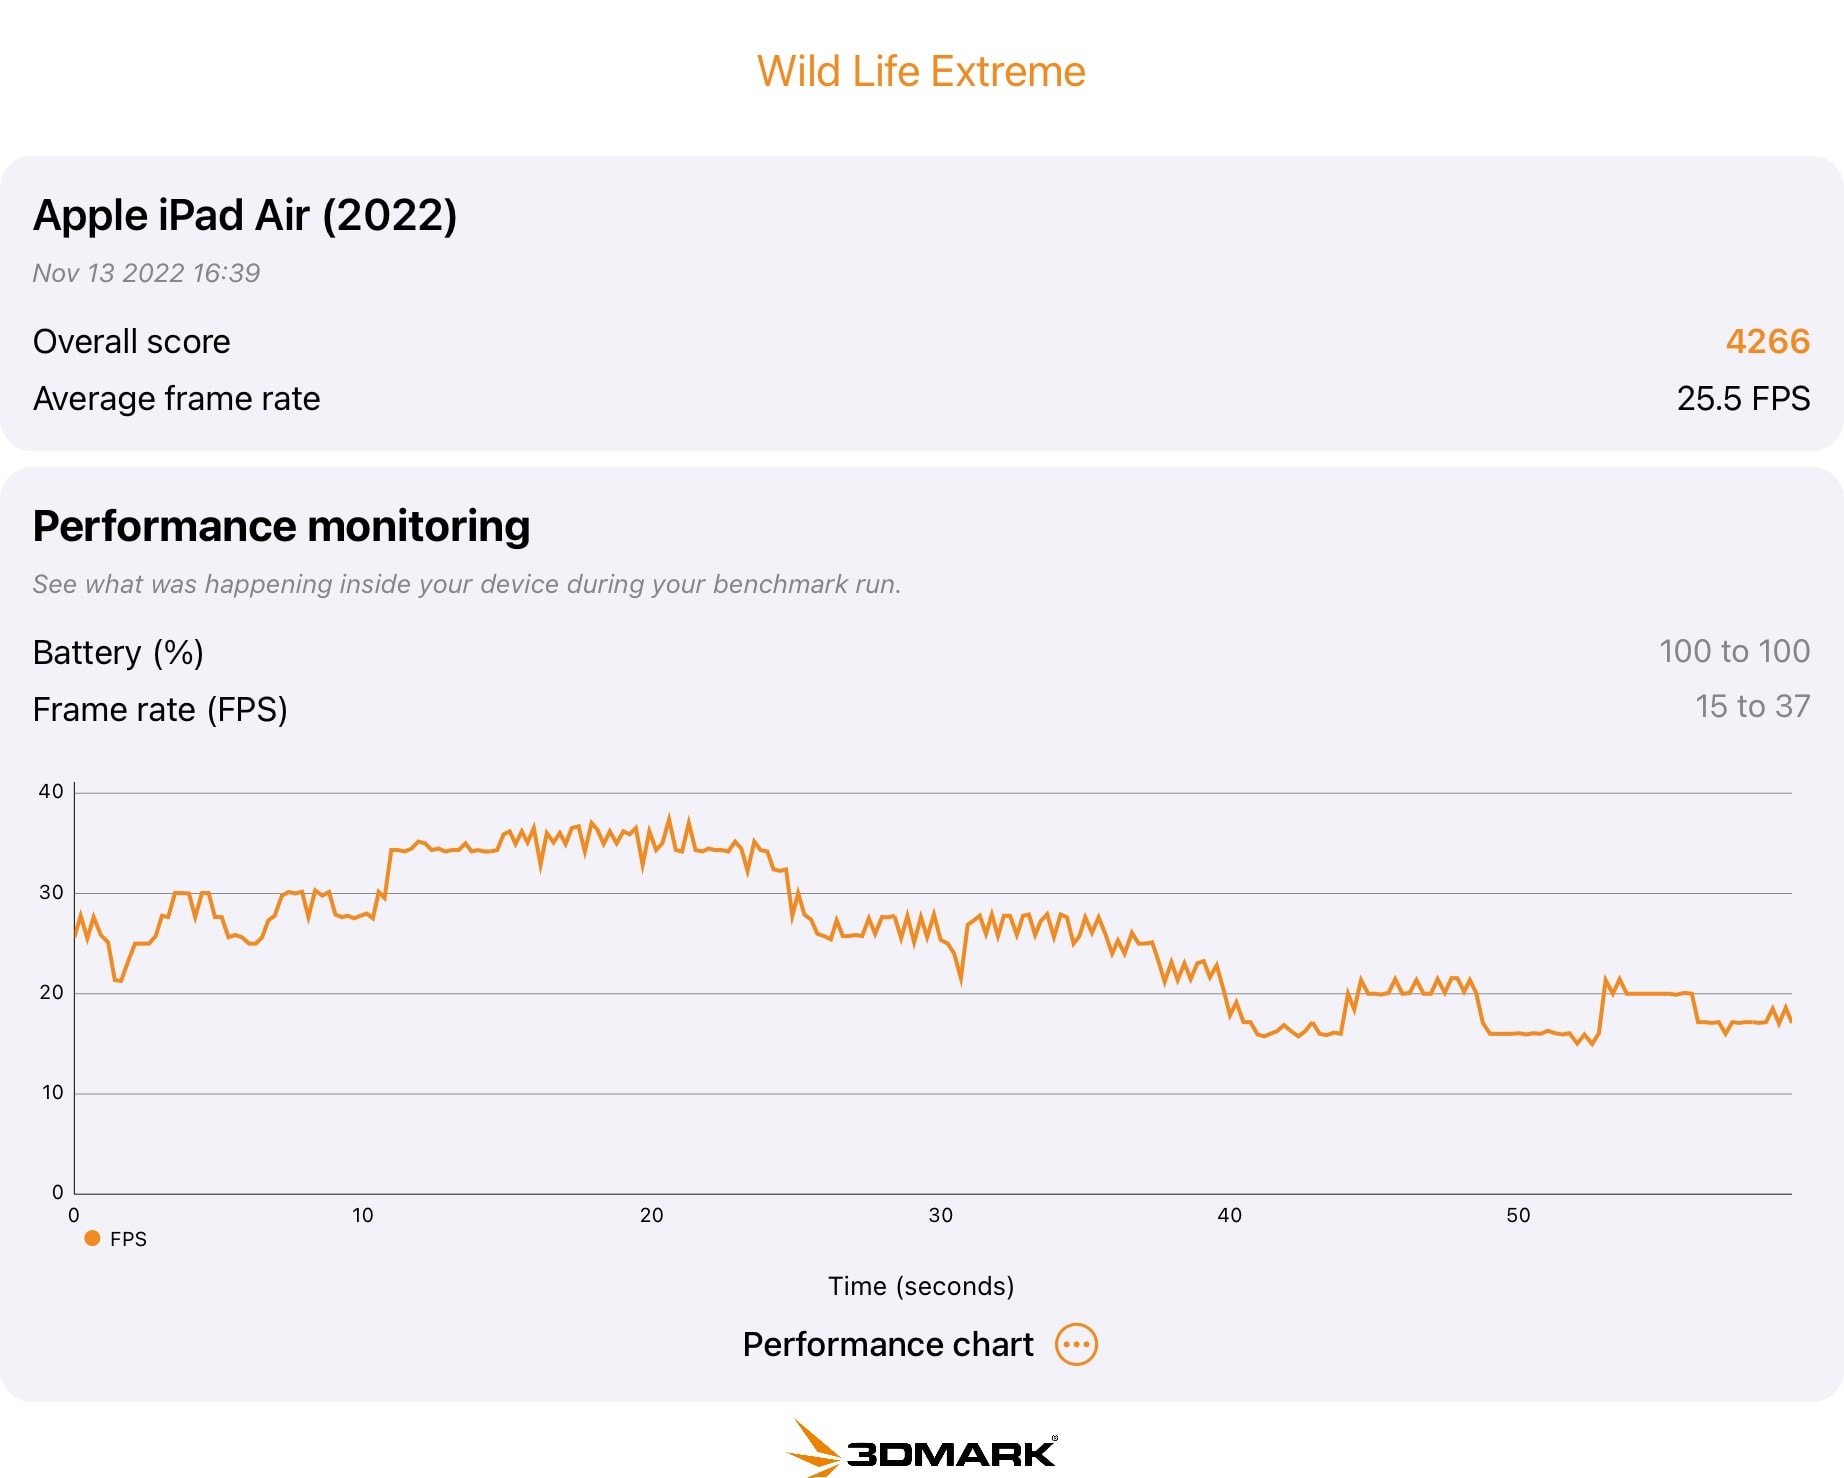 Wild Life Extreme
Apple iPad Air (2022)
Nov 13 2022 16:39
Overall score 4266
Average frame rate 25.5 FPS
Performance monitoring
See what was happening inside your device during your benchmark run.
Battery (%) 100 to 100
Frame rate (FPS) 15 to 37
40
30
20
10
0
0 10 20 30 40 50
FPS
Time (seconds)
Performance chart
3DMARK®